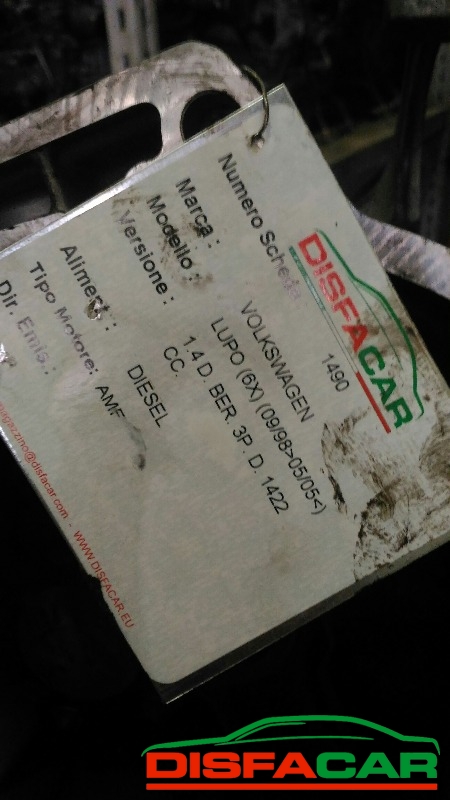 DISFACAR
Numero Scheda 1490
Marca : VOLKSWAGEN
Modello : LUPO (6X) (09/98>05/05<)
Versione : 1.4 D. BER. 3P. D. 1422
CC.
Aliment. : DIESEL
Tipo Motore: AMF
Dir. Emis. :
magazzino@disfacar.com - WWW.DISFACAR.EU
DISFACAR